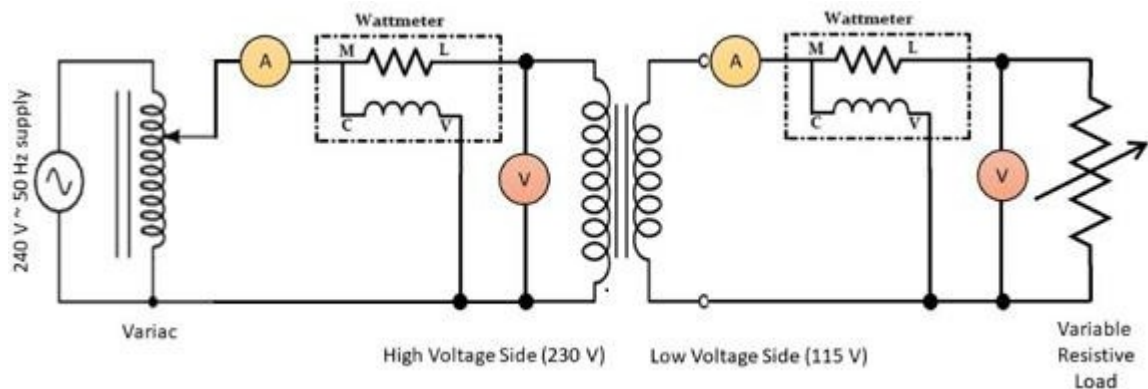 Wattmeter
M L
C V
A
V
240 V ~ 50 Hz supply
Variac
High Voltage Side (230 V)
Wattmeter
M L
C V
A
V
Low Voltage Side (115 V)
Variable
Resistive
Load